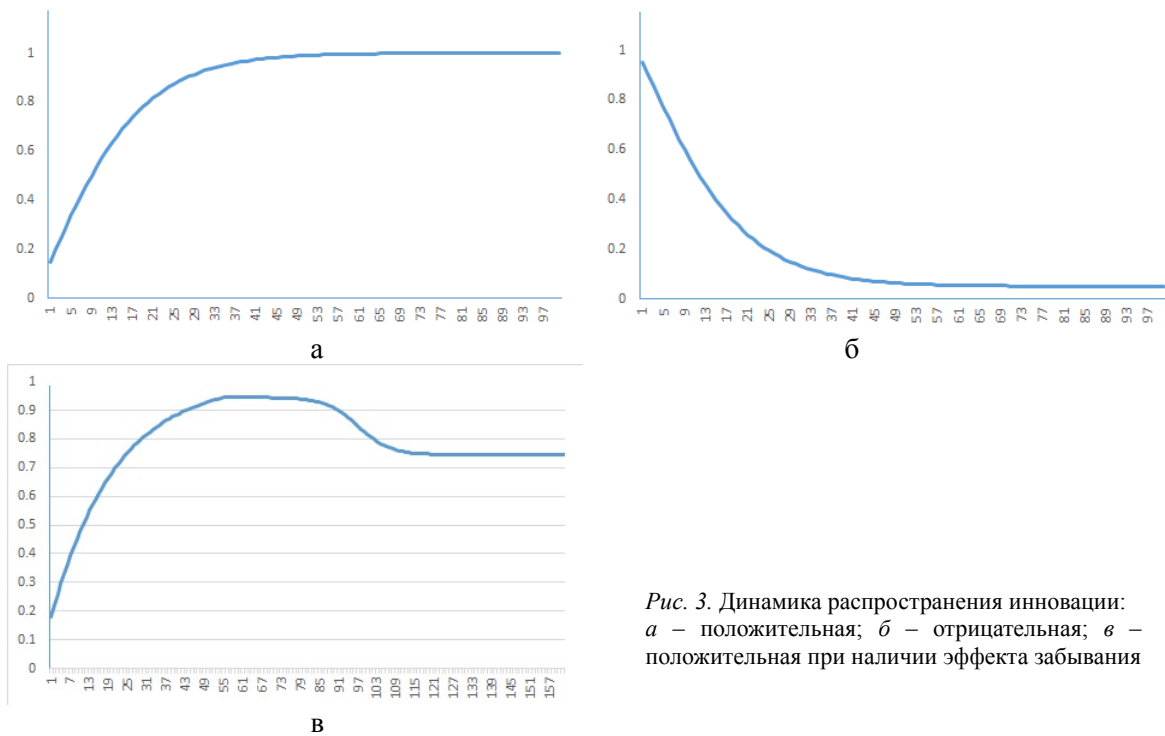 1
0.8
0.6
0.4
0.2
0
1 5 9 13 17 21 25 29 33 37 41 45 49 53 57 61 65 69 73 77 81 85 89 93 97
а
1
0.8
0.6
0.4
0.2
0
1 5 9 13 17 21 25 29 33 37 41 45 49 53 57 61 65 69 73 77 81 85 89 93 97
б
1
0.9
0.8
0.7
0.6
0.5
0.4
0.3
0.2
0.1
0
1 7 13 19 25 31 37 43 49 55 61 67 73 79 85 91 97 103 109 115 121 127 133 139 145 151 157
в
Рис. 3. Динамика распространения инновации:
а – положительная; б – отрицательная; в –
положительная при наличии эффекта забывания